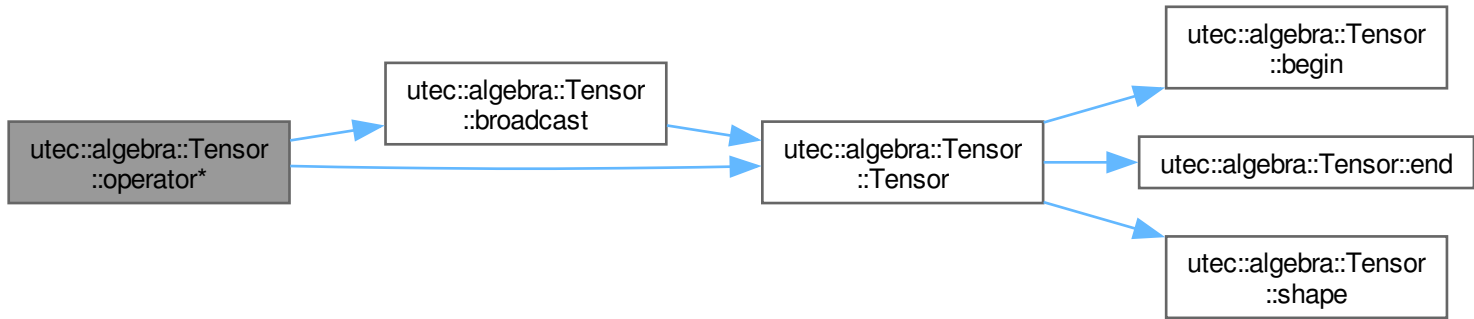 utec::algebra::Tensor
::operator*
utec::algebra::Tensor
::broadcast
utec::algebra::Tensor
::Tensor
utec::algebra::Tensor
::begin
utec::algebra::Tensor::end
utec::algebra::Tensor
::shape